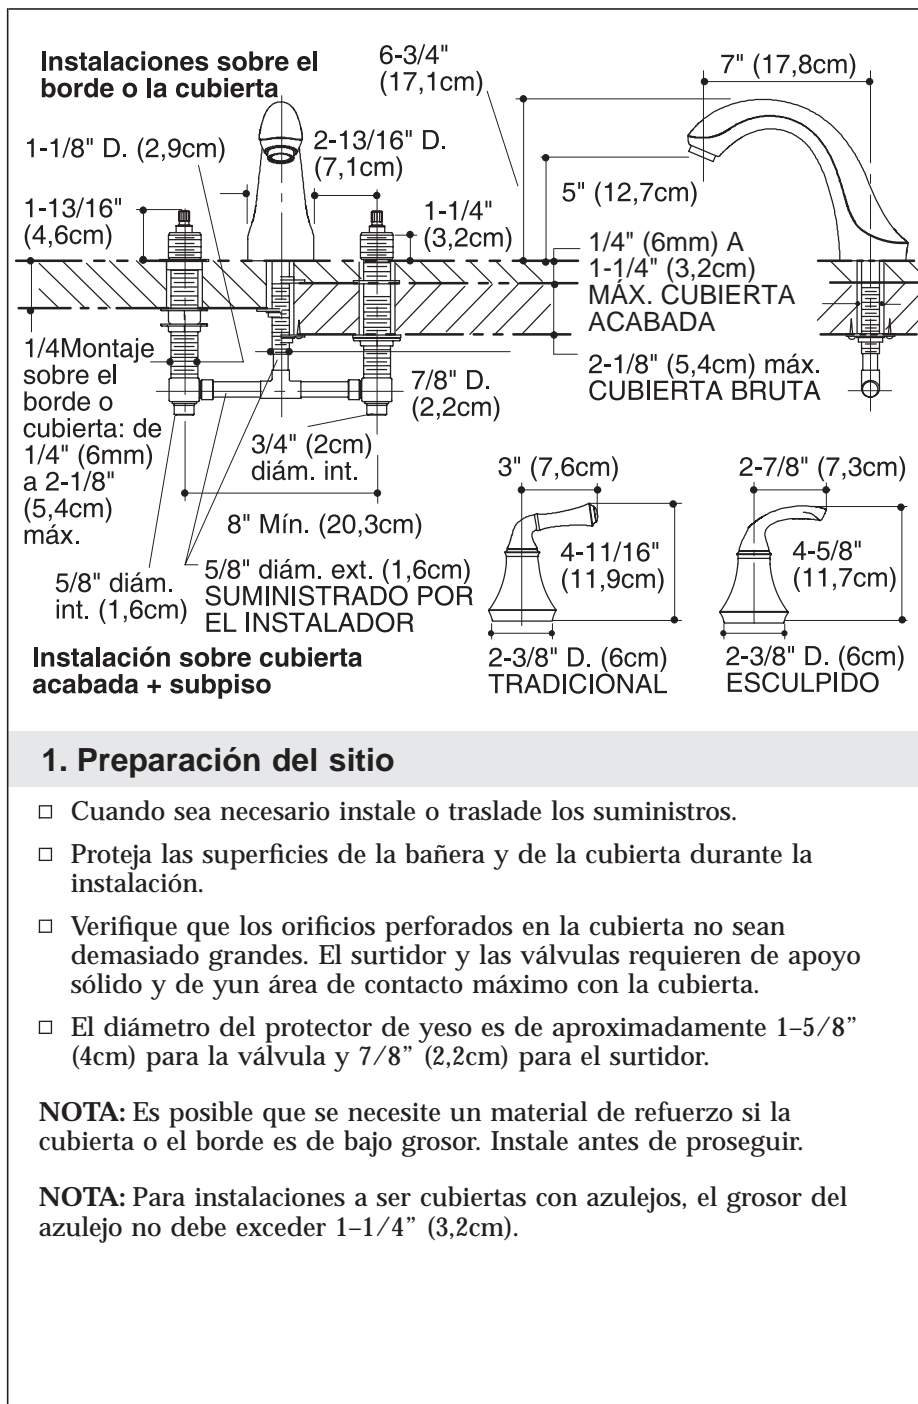 Instalaciones sobre el
borde o la cubierta
6-3/4"
(17,1cm)
7" (17,8cm)
1-1/8" D. (2,9cm)
2-13/16" D.
(7,1cm)
5" (12,7cm)
1-13/16"
(4,6cm)
1-1/4"
(3,2cm)
1/4" (6mm) A
1-1/4" (3,2cm)
MÁX. CUBIERTA
ACABADA
1/4Montaje
sobre el
borde o
cubierta: de
1/4" (6mm)
a 2-1/8"
(5,4cm)
máx.
7/8" D.
(2,2cm)
2-1/8" (5,4cm) máx.
CUBIERTA BRUTA
3/4" (2cm)
diám. int.
8" Mín. (20,3cm)
3" (7,6cm)
2-7/8" (7,3cm)
4-11/16"
(11,9cm)
4-5/8"
(11,7cm)
5/8" diám.
int. (1,6cm)
5/8" diám. ext. (1,6cm)
SUMINISTRADO POR
EL INSTALADOR
2-3/8" D. (6cm)
TRADICIONAL
2-3/8" D. (6cm)
ESCULPIDO
Instalación sobre cubierta
acabada + subpiso
1. Preparación del sitio
□ Cuando sea necesario instale o traslade los suministros.
□ Proteja las superficies de la bañera y de la cubierta durante la
instalación.
□ Verifique que los orificios perforados en la cubierta no sean
demasiado grandes. El surtidor y las válvulas requieren de apoyo
sólido y de yun área de contacto máximo con la cubierta.
□ El diámetro del protector de yeso es de aproximadamente 1–5/8”
(4cm) para la válvula y 7/8” (2,2cm) para el surtidor.
NOTA: Es posible que se necesite un material de refuerzo si la
cubierta o el borde es de bajo grosor. Instale antes de proseguir.
NOTA: Para instalaciones a ser cubiertas con azulejos, el grosor del
azulejo no debe exceder 1–1/4” (3,2cm).